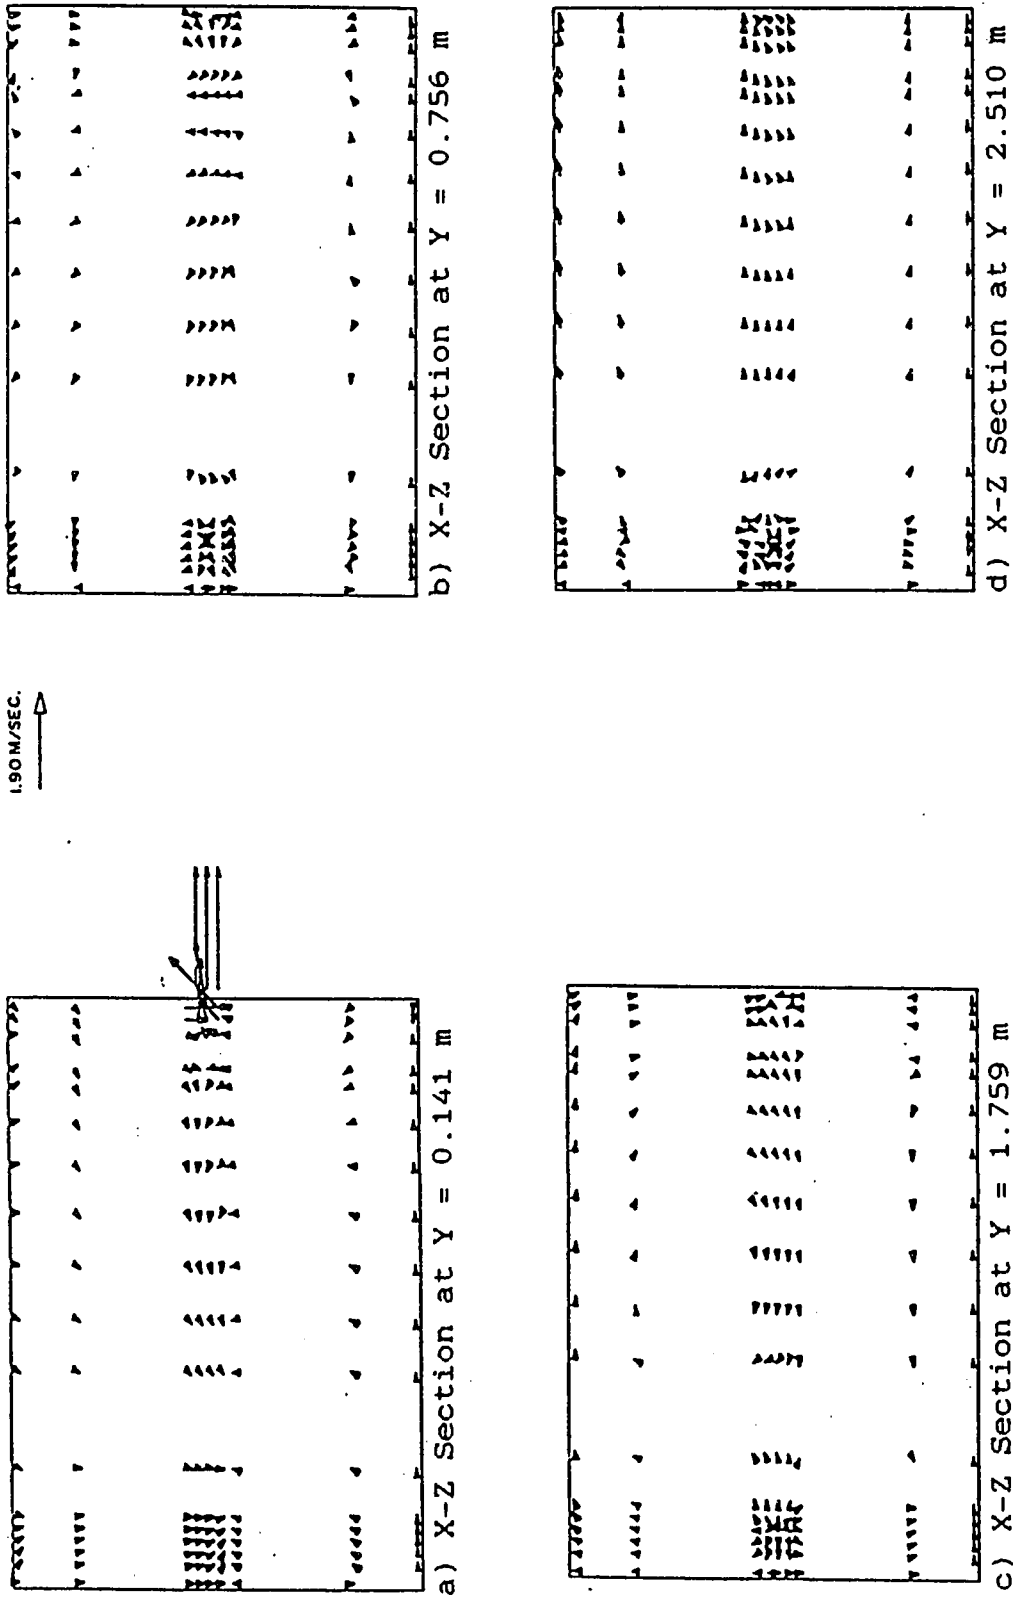 1.90 M/SEC.
a) X-Z Section at Y = 0.141 m
b) X-Z Section at Y = 0.756 m
c) X-Z Section at Y = 1.759 m
d) X-Z Section at Y = 2.510 m